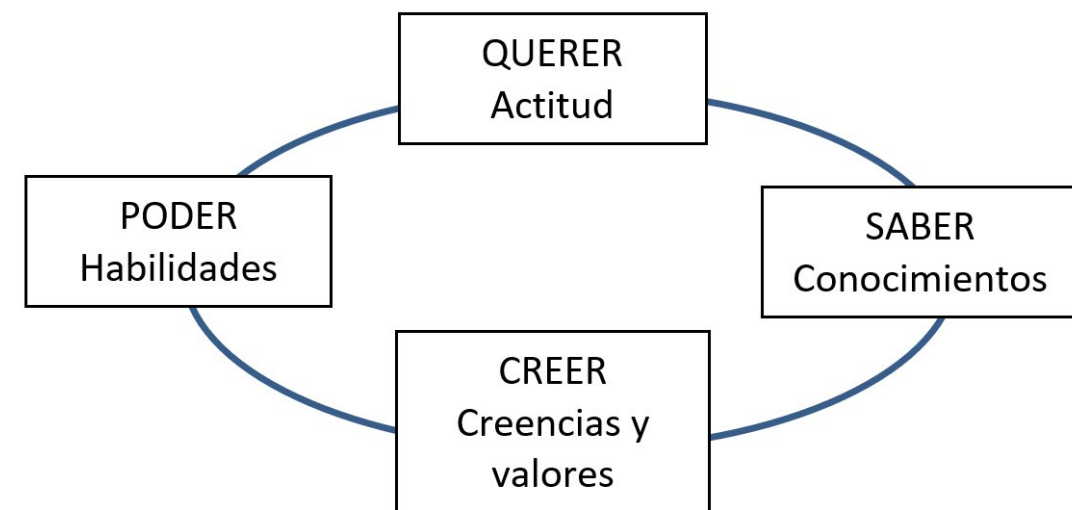 QUERER
Actitud
PODER
Habilidades
SABER
Conocimientos
CREER
Creencias y
valores